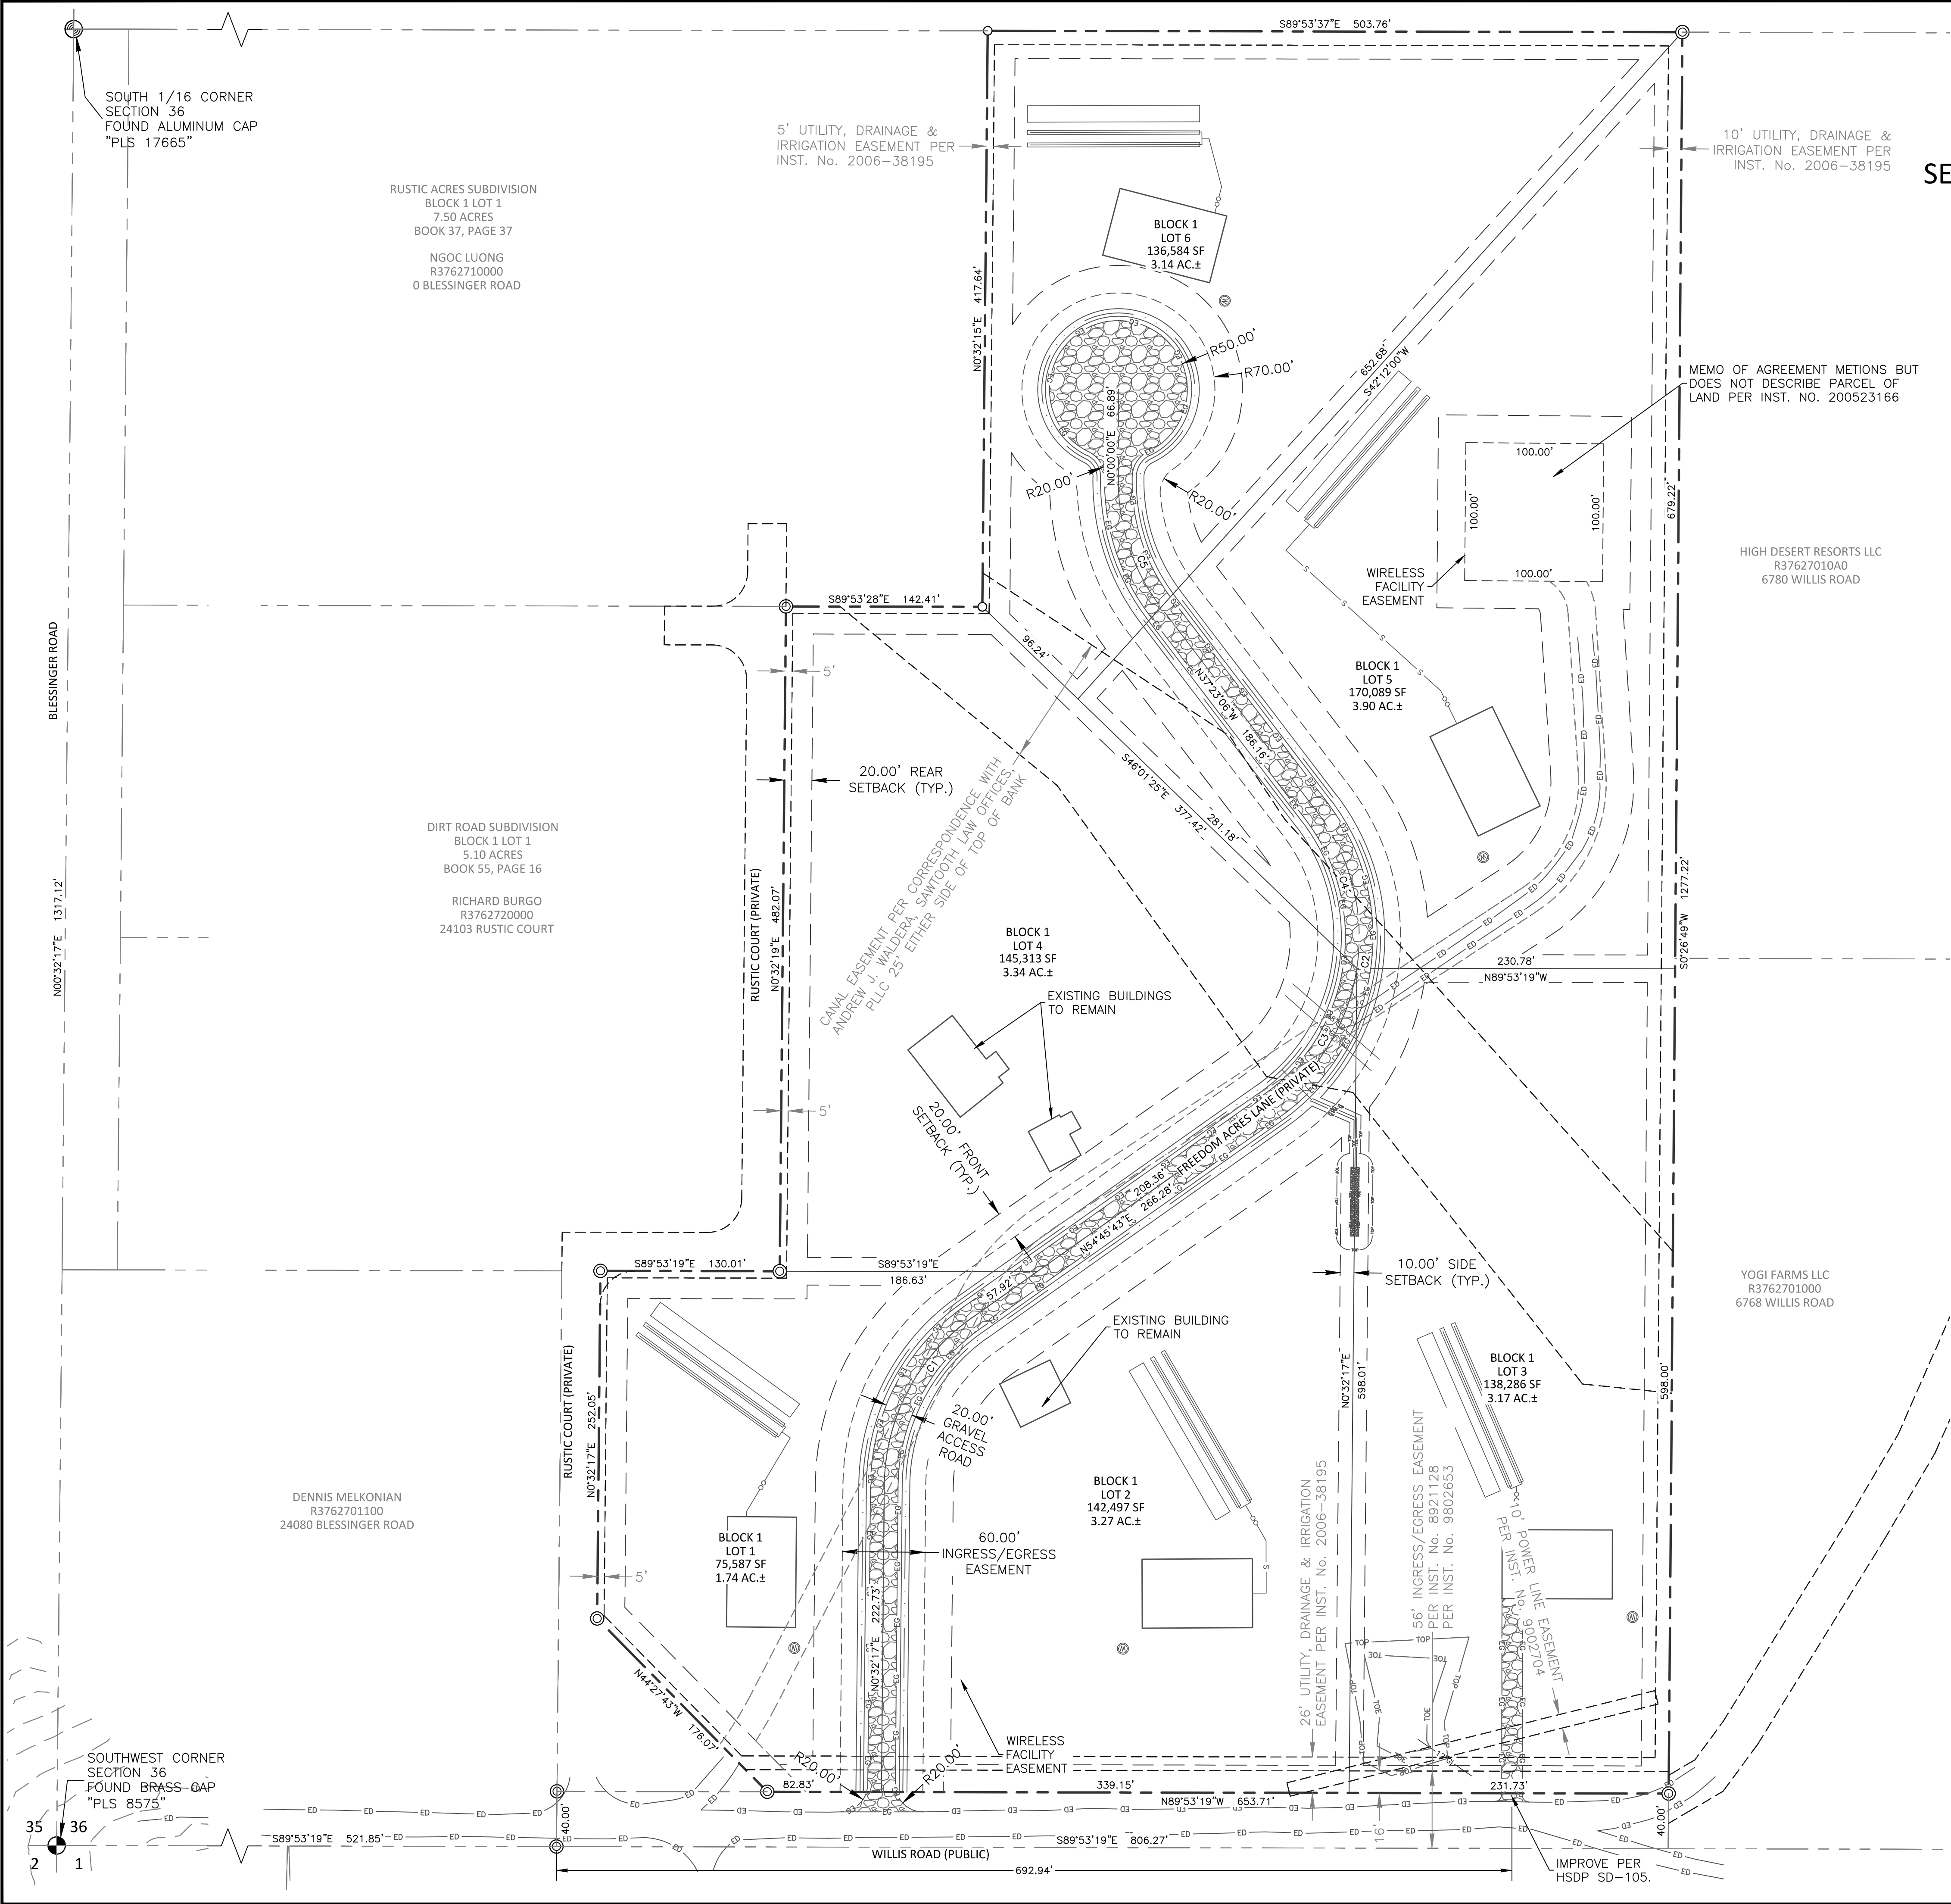 S89°53'37"E 503.76'
SOUTH 1/16 CORNER
SECTION 36
FOUND ALUMINUM CAP
"PLS 17665"
5' UTILITY, DRAINAGE &
IRRIGATION EASEMENT PER
INST. No. 2006-38195
10' UTILITY, DRAINAGE &
IRRIGATION EASEMENT PER
INST. No. 2006-38195
SE
RUSTIC ACRES SUBDIVISION
BLOCK 1 LOT 1
7.50 ACRES
BOOK 37, PAGE 37
NGOC LUONG
R3762710000
0 BLESSINGER ROAD
BLOCK 1
LOT 6
136,584 SF
3.14 AC.±
N0°32'15"E 417.64'
R50.00'
R70.00'
N0°00'00"E 66.89'
R20.00'
R20.00'
652.68'
S42°12'00"W
MEMO OF AGREEMENT METIONS BUT
DOES NOT DESCRIBE PARCEL OF
LAND PER INST. NO. 200523166
100.00'
100.00'
100.00'
100.00'
WIRELESS
FACILITY
EASEMENT
679.22'
HIGH DESERT RESORTS LLC
R37627010A0
6780 WILLIS ROAD
C5
S89°53'28"E 142.41'
96.24'
5'
BLESSINGER ROAD
N37°23'06"W 186.16'
BLOCK 1
LOT 5
170,089 SF
3.90 AC.±
20.00' REAR
SETBACK (TYP.)
CANAL EASEMENT PER CORRESPONDENCE WITH
ANDREW J. WALDERA, SAWTOOTH LAW OFFICES,
PLLC 25' EITHER SIDE OF TOP OF BANK
S46°01'25"E 377.42'
281.18'
DIRT ROAD SUBDIVISION
BLOCK 1 LOT 1
5.10 ACRES
BOOK 55, PAGE 16
RICHARD BURGO
R3762720000
24103 RUSTIC COURT
RUSTIC COURT (PRIVATE)
N0°32'19"E 482.07'
N00°32'17"E 1317.12'
C4
S0°26'49"W 1277.22'
BLOCK 1
LOT 4
145,313 SF
3.34 AC.±
C2
230.78'
N89°53'19"W
EXISTING BUILDINGS
TO REMAIN
C3
5'
20.00' FRONT
SETBACK (TYP.)
FREEDOM ACRES LANE (PRIVATE)
208.36'
N54°45'43"E 266.28'
57.92'
S89°53'19"E 130.01'
S89°53'19"E
186.63'
10.00' SIDE
SETBACK (TYP.)
YOGI FARMS LLC
R3762701000
6768 WILLIS ROAD
EXISTING BUILDING
TO REMAIN
C1
RUSTIC COURT (PRIVATE)
N0°32'17"E 252.05'
20.00'
GRAVEL
ACCESS
ROAD
N0°32'17"E
598.01'
BLOCK 1
LOT 3
138,286 SF
3.17 AC.±
598.00'
DENNIS MELKONIAN
R3762701100
24080 BLESSINGER ROAD
BLOCK 1
LOT 2
142,497 SF
3.27 AC.±
BLOCK 1
LOT 1
75,587 SF
1.74 AC.±
60.00'
INGRESS/EGRESS
EASEMENT
5'
N0°32'17"E 222.73'
26' UTILITY, DRAINAGE & IRRIGATION
EASEMENT PER INST. No. 2006-38195
56' INGRESS/EGRESS EASEMENT
PER INST. No. 8921128
PER INST. No. 9802653
10' POWER LINE EASEMENT
PER INST. No. 9002704
N44°27'43"W 176.07'
WIRELESS
FACILITY
EASEMENT
R20.00'
R20.00'
SOUTHWEST CORNER
SECTION 36
FOUND BRASS CAP
"PLS 8575"
82.83'
339.15'
231.73'
N89°53'19"W 653.71'
40.00'
16'
40.00'
35 36
2 1
S89°53'19"E 521.85'
S89°53'19"E 806.27'
WILLIS ROAD (PUBLIC)
692.94'
IMPROVE PER
HSDP SD-105.